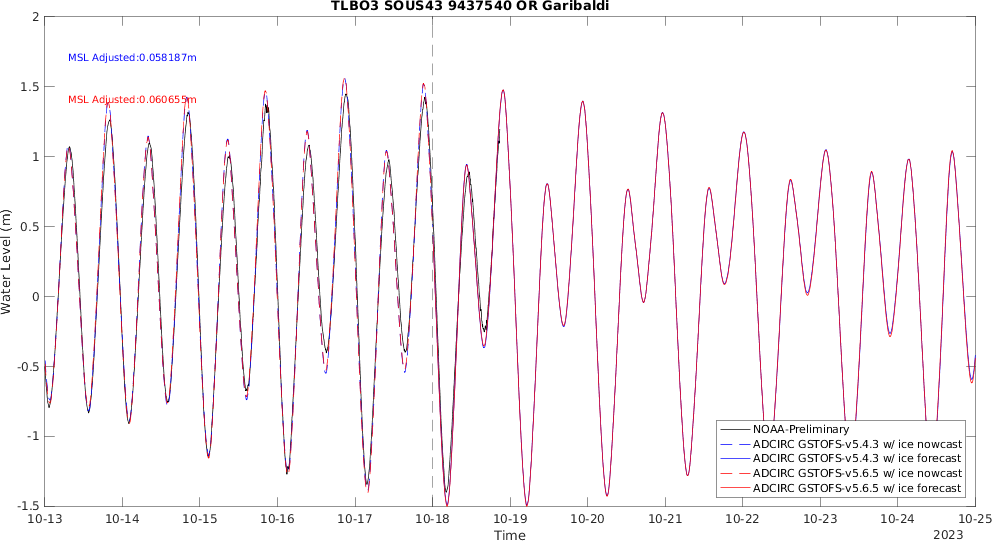 TLBO3 SOUS43 9437540 OR Garibaldi
MSL Adjusted:0.058187m
MSL Adjusted:0.060655m
Water Level (m)
2
1.5
1
0.5
0
-0.5
-1
-1.5
NOAA-Preliminary
ADCIRC GSTOFS-v5.4.3 w/ ice nowcast
ADCIRC GSTOFS-v5.4.3 w/ ice forecast
ADCIRC GSTOFS-v5.6.5 w/ ice nowcast
ADCIRC GSTOFS-v5.6.5 w/ ice forecast
10-13 10-14 10-15 10-16 10-17 10-18 10-19 10-20 10-21 10-22 10-23 10-24 10-25
Time
2023